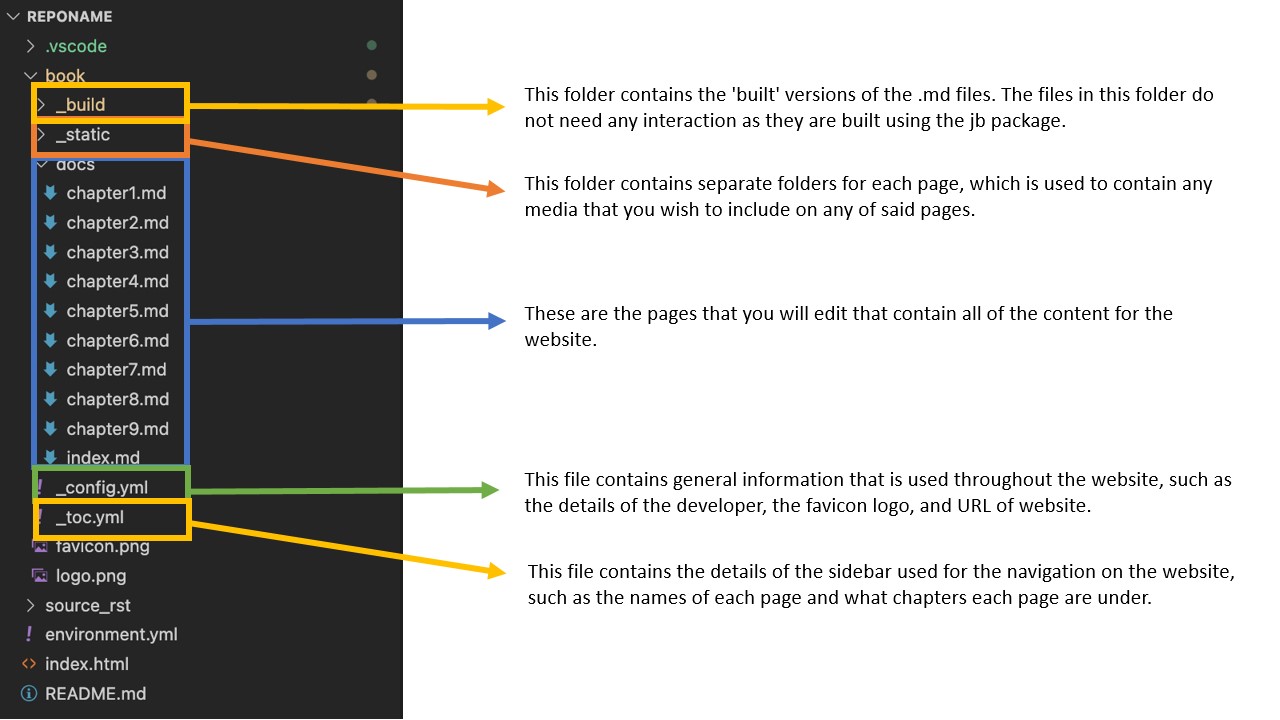 REPONAME
.vscode
book
_build
_static
docs
chapter1.md
chapter2.md
chapter3.md
chapter4.md
chapter5.md
chapter6.md
chapter7.md
chapter8.md
chapter9.md
index.md
_config.yml
_toc.yml
favicon.png
logo.png
source_rst
environment.yml
index.html
README.md
This folder contains the 'built' versions of the .md files. The files in this folder do
not need any interaction as they are built using the jb package.
This folder contains separate folders for each page, which is used to contain any
media that you wish to include on any of said pages.
These are the pages that you will edit that contain all of the content for the
website.
This file contains general information that is used throughout the website, such as
the details of the developer, the favicon logo, and URL of website.
This file contains the details of the sidebar used for the navigation on the website,
such as the names of each page and what chapters each page are under.